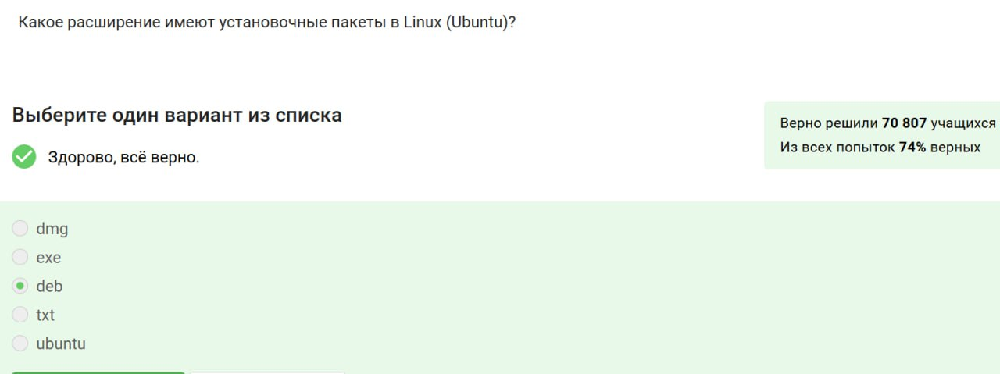 Какое расширение имеют установочные пакеты в Linux (Ubuntu)?
Выберите один вариант из списка
Здорово, всё верно.
Верно решили 70 807 учащихся
Из всех попыток 74% верных
dmg
exe
deb
txt
ubuntu